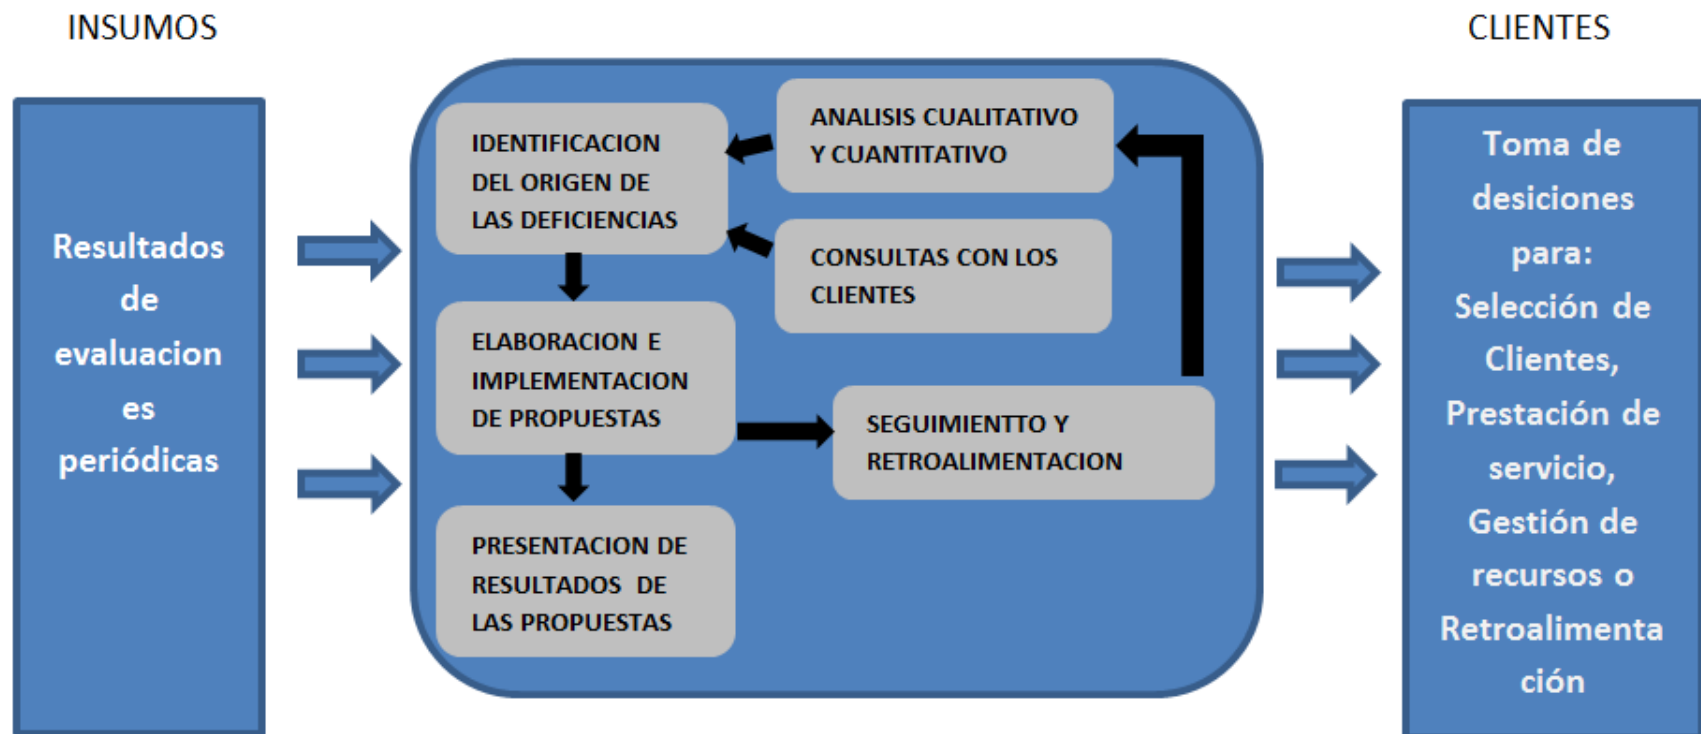 INSUMOS
CLIENTES
Resultados
de
evaluacion
es
periódicas
IDENTIFICACION
DEL ORIGEN DE
LAS DEFICIENCIAS
ANALISIS CUALITATIVO
Y CUANTITATIVO
CONSULTAS CON LOS
CLIENTES
ELABORACION E
IMPLEMENTACION
DE PROPUESTAS
SEGUIMIENTTO Y
RETROALIMENTACION
PRESENTACION DE
RESULTADOS DE
LAS PROPUESTAS
Toma de
desiciones
para:
Selección de
Clientes,
Prestación de
servicio,
Gestión de
recursos o
Retroalimenta
ción